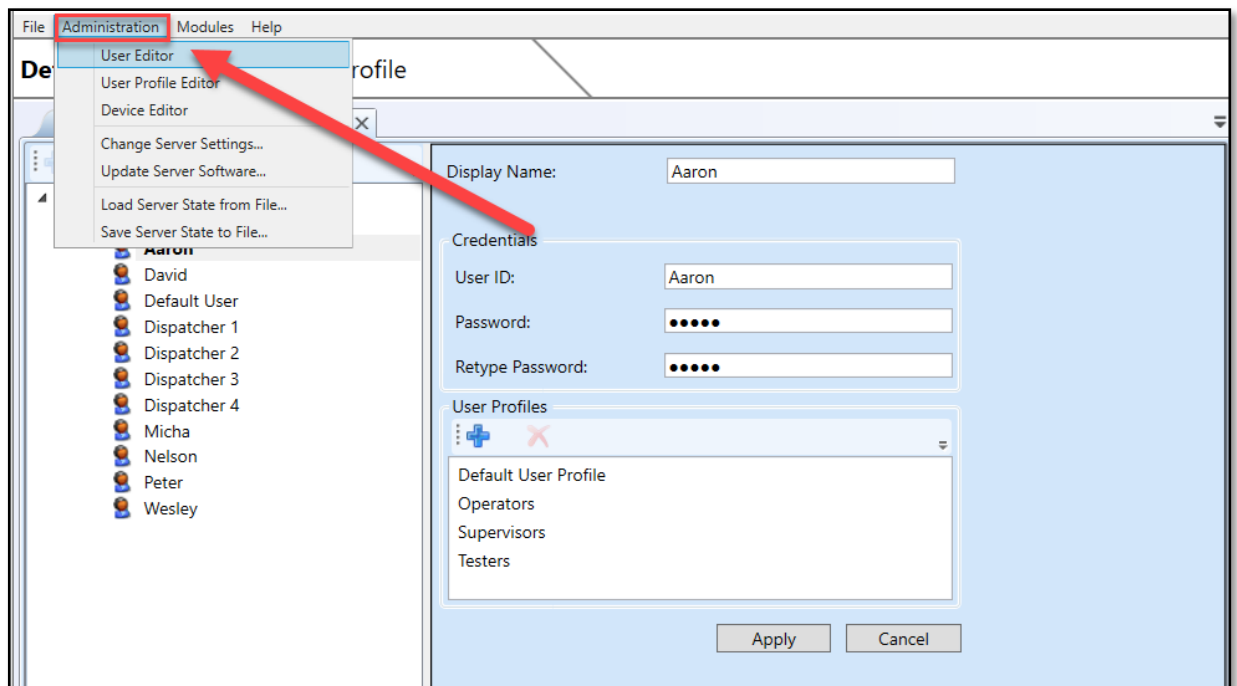 File Administration Modules Help
User Editor
De rofile
User Profile Editor
Device Editor
Change Server Settings...
Update Server Software...
Load Server State from File...
Save Server State to File...
Aaron
David
Default User
Dispatcher 1
Dispatcher 2
Dispatcher 3
Dispatcher 4
Micha
Nelson
Peter
Wesley
Display Name: Aaron
Credentials
User ID: Aaron
Password: ●●●●●
Retype Password: ●●●●●
User Profiles
Default User Profile
Operators
Supervisors
Testers
Apply Cancel